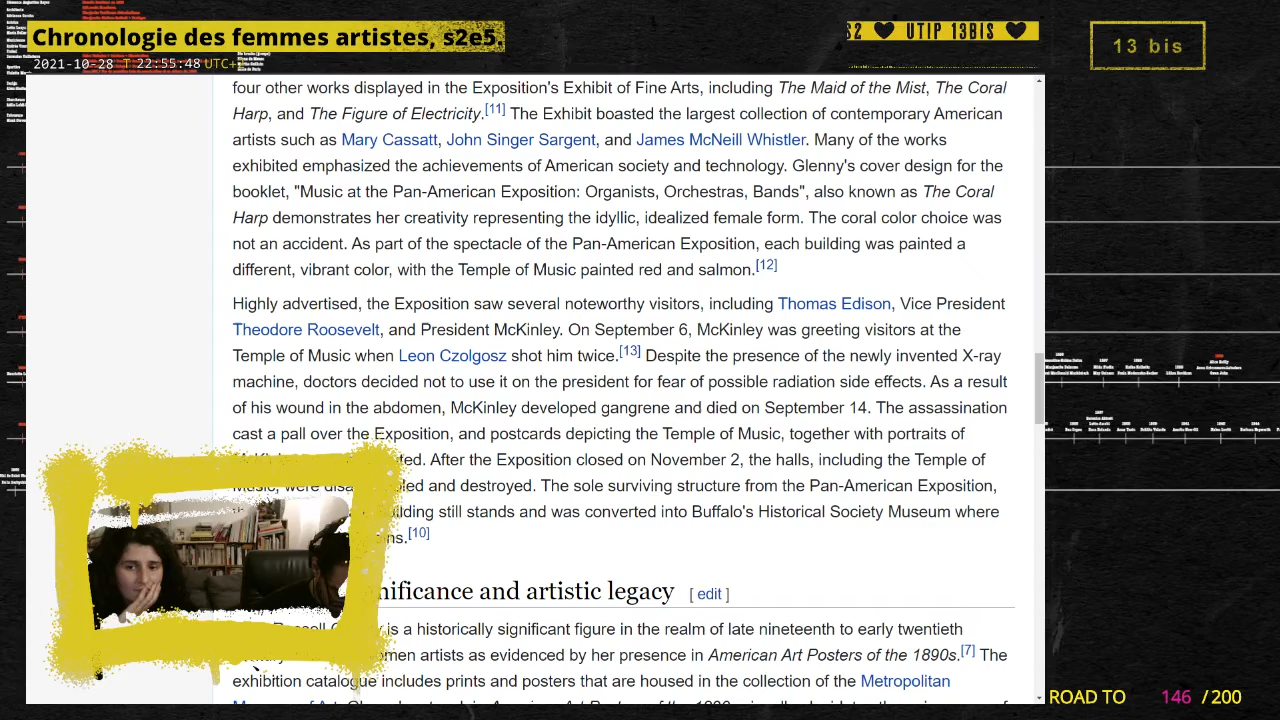 Chronologie des femmes artistes, s2e5
2021-10-28 T 22:55:48 UTC+
S2 ♥ UTIP 13BIS ♥
13 bis
four other works displayed in the Exposition's Exhibit of Fine Arts, including The Maid of the Mist, The Coral
Harp, and The Figure of Electricity.[11] The Exhibit boasted the largest collection of contemporary American
artists such as Mary Cassatt, John Singer Sargent, and James McNeill Whistler. Many of the works
exhibited emphasized the achievements of American society and technology. Glenny's cover design for the
booklet, "Music at the Pan-American Exposition: Organists, Orchestras, Bands", also known as The Coral
Harp demonstrates her creativity representing the idyllic, idealized female form. The coral color choice was
not an accident. As part of the spectacle of the Pan-American Exposition, each building was painted a
different, vibrant color, with the Temple of Music painted red and salmon.[12]
Highly advertised, the Exposition saw several noteworthy visitors, including Thomas Edison, Vice President
Theodore Roosevelt, and President McKinley. On September 6, McKinley was greeting visitors at the
Temple of Music when Leon Czolgosz shot him twice.[13] Despite the presence of the newly invented X-ray
machine, doctors decided not to use it on the president for fear of possible radiation side effects. As a result
of his wound in the abdomen, McKinley developed gangrene and died on September 14. The assassination
cast a pall over the Exposition, and postcards depicting the Temple of Music, together with portraits of
ted. After the Exposition closed on November 2, the halls, including the Temple of
Music, were disa led and destroyed. The sole surviving structure from the Pan-American Exposition,
ilding still stands and was converted into Buffalo's Historical Society Museum where
ns.[10]
nificance and artistic legacy [ edit ]
is a historically significant figure in the realm of late nineteenth to early twentieth
men artists as evidenced by her presence in American Art Posters of the 1890s.[7] The
exhibition catalogue includes prints and posters that are housed in the collection of the Metropolitan
ROAD TO 146 / 200